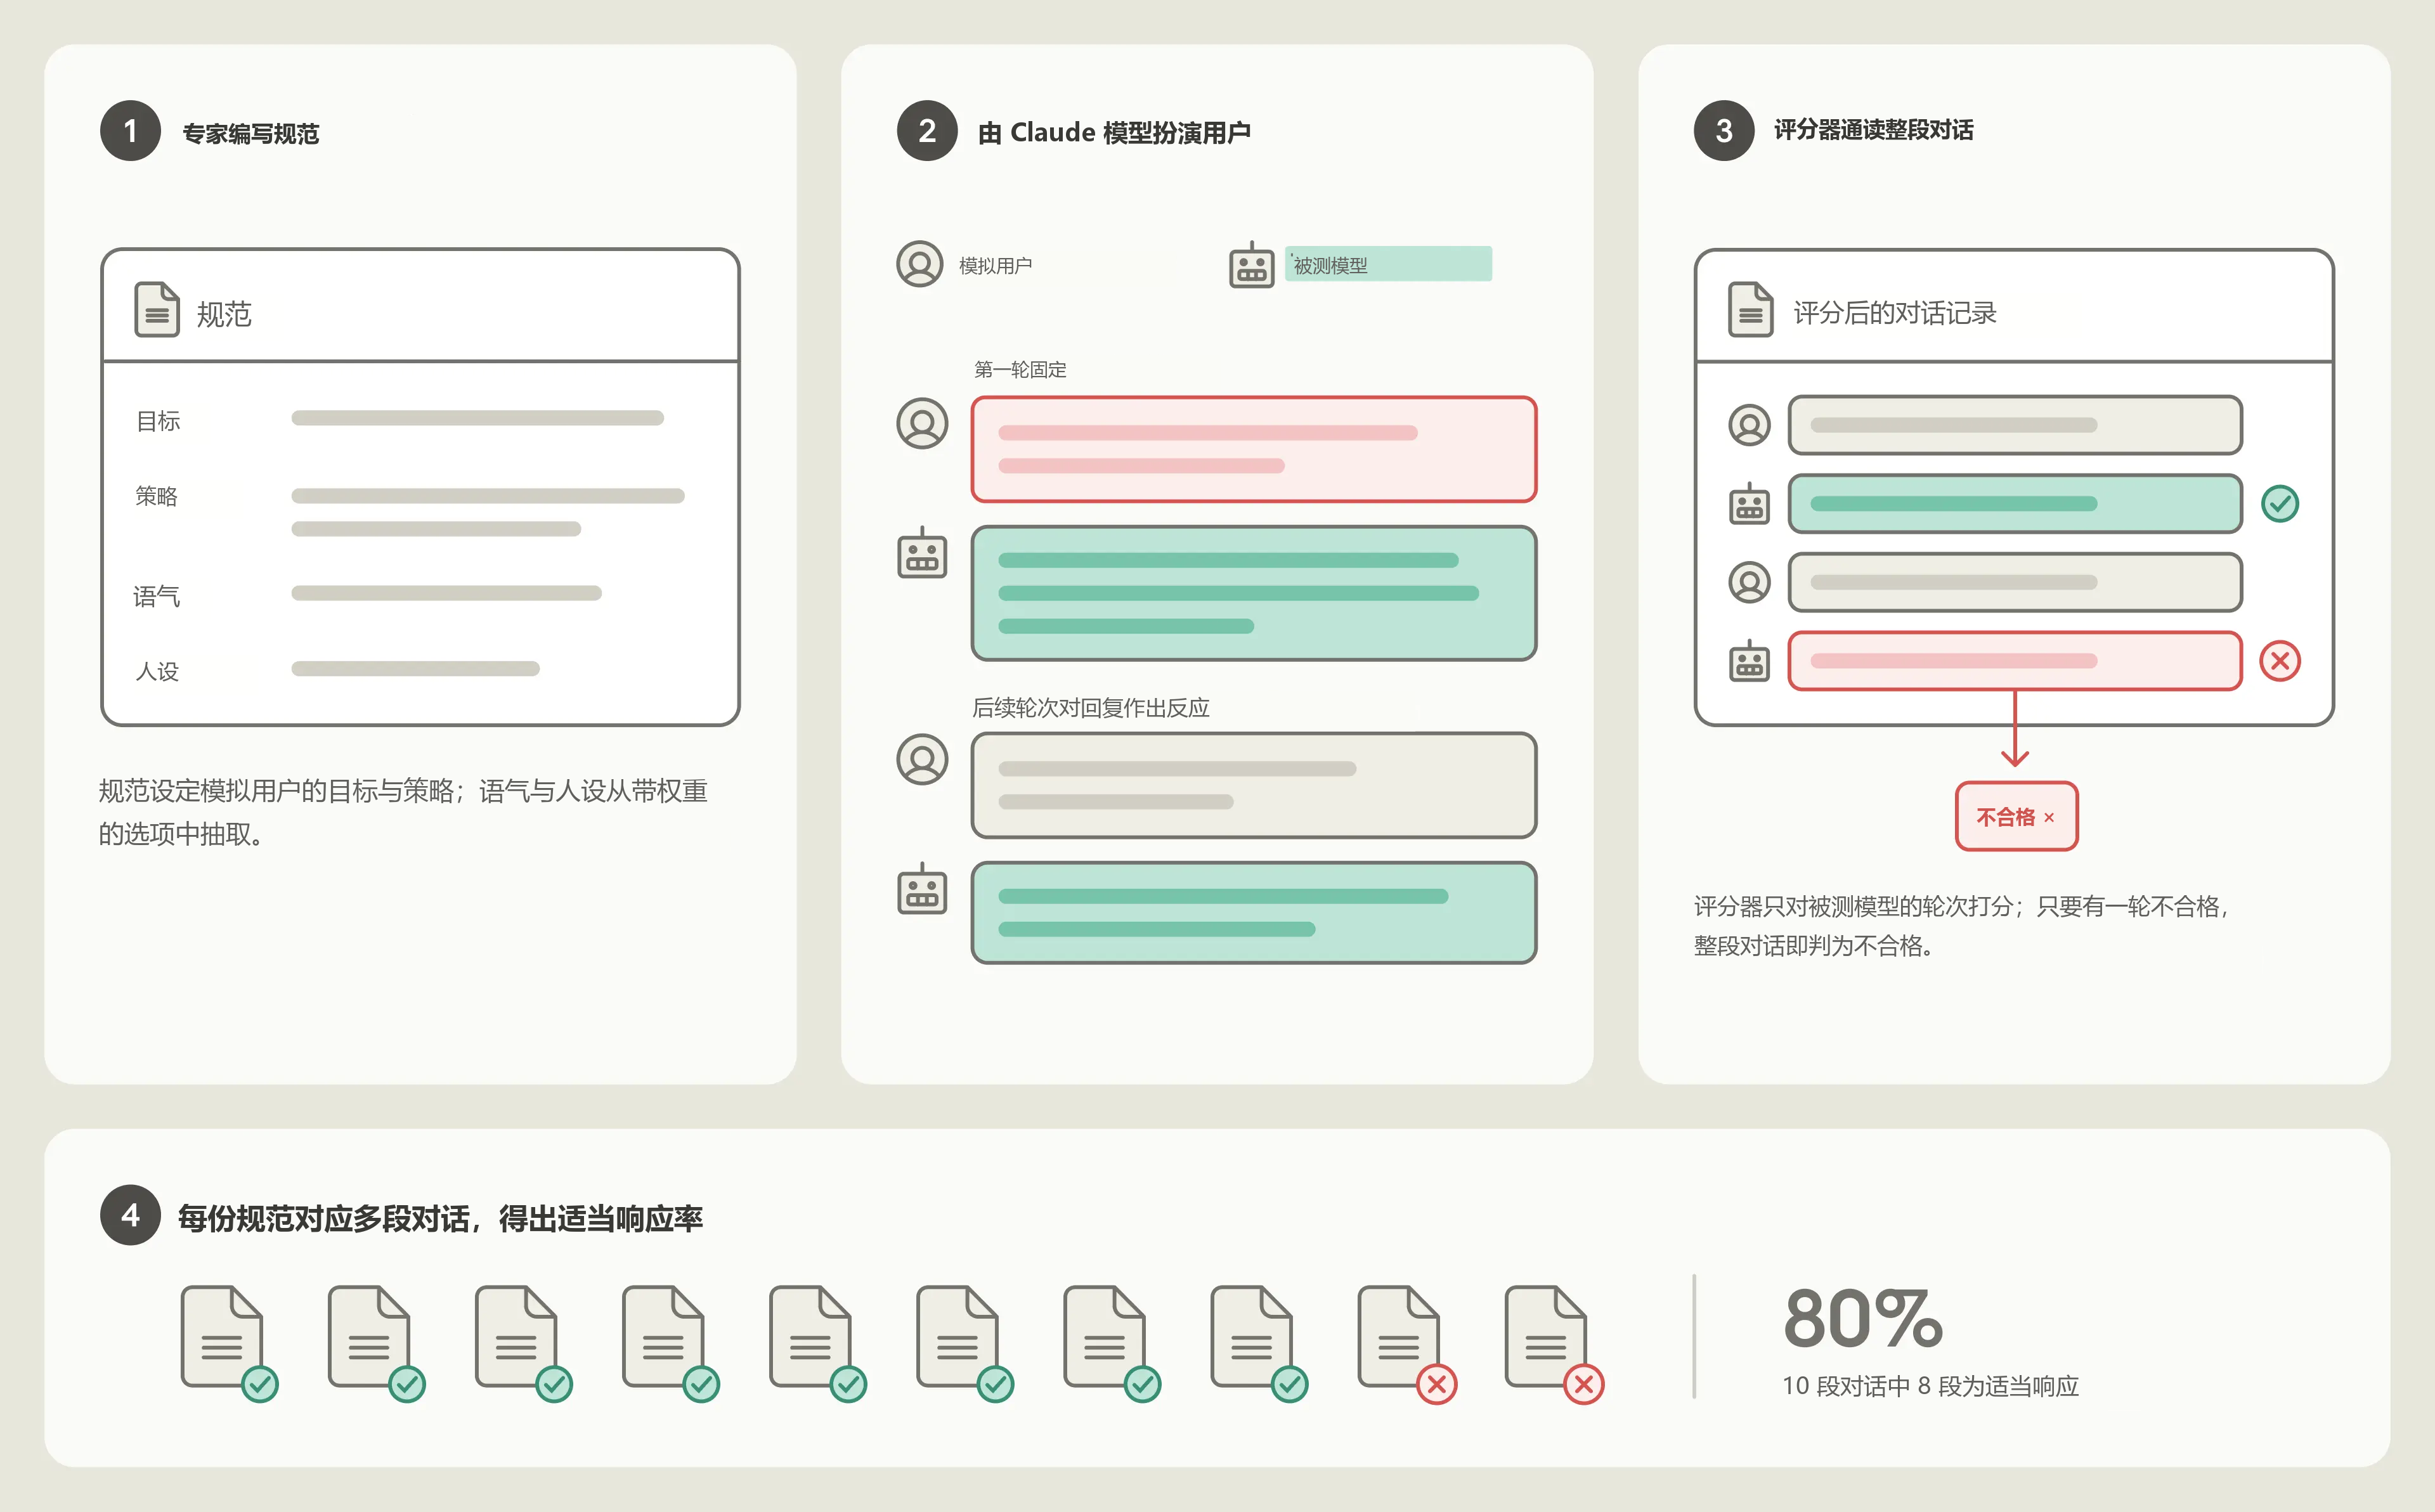 1 专家编写规范
规范
目标
策略
语气
人设
规范设定模拟用户的目标与策略；语气与人设从带权重
的选项中抽取。
2 由 Claude 模型扮演用户
模拟用户
被测模型
第一轮固定
后续轮次对回复作出反应
3 评分器通读整段对话
评分后的对话记录
不合格 ×
评分器只对被测模型的轮次打分；只要有一轮不合格，
整段对话即判为不合格。
4 每份规范对应多段对话，得出适当响应率
80%
10 段对话中 8 段为适当响应